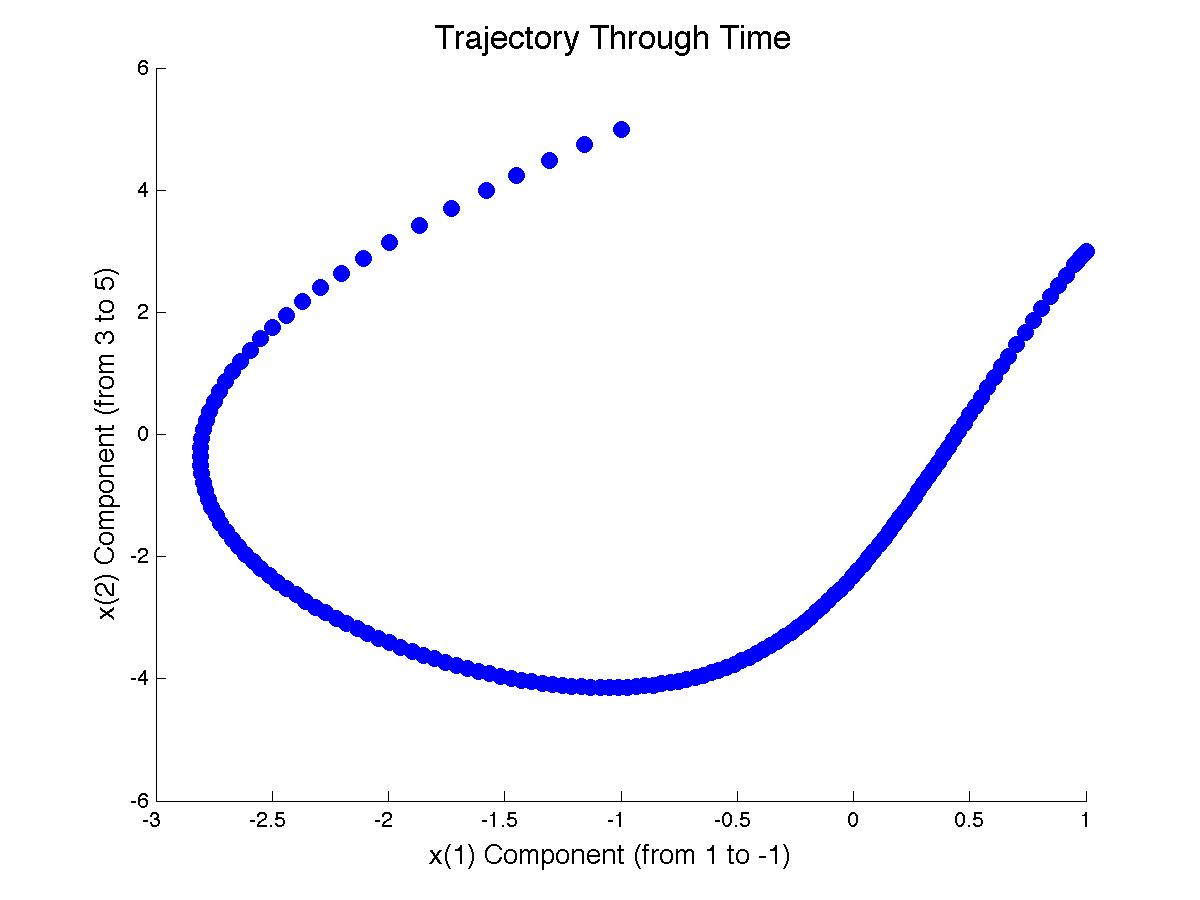 Trajectory Through Time
6
4
2
0
-2
-4
-6
x(2) Component (from 3 to 5)
-3 -2.5 -2 -1.5 -1 -0.5 0 0.5 1
x(1) Component (from 1 to -1)